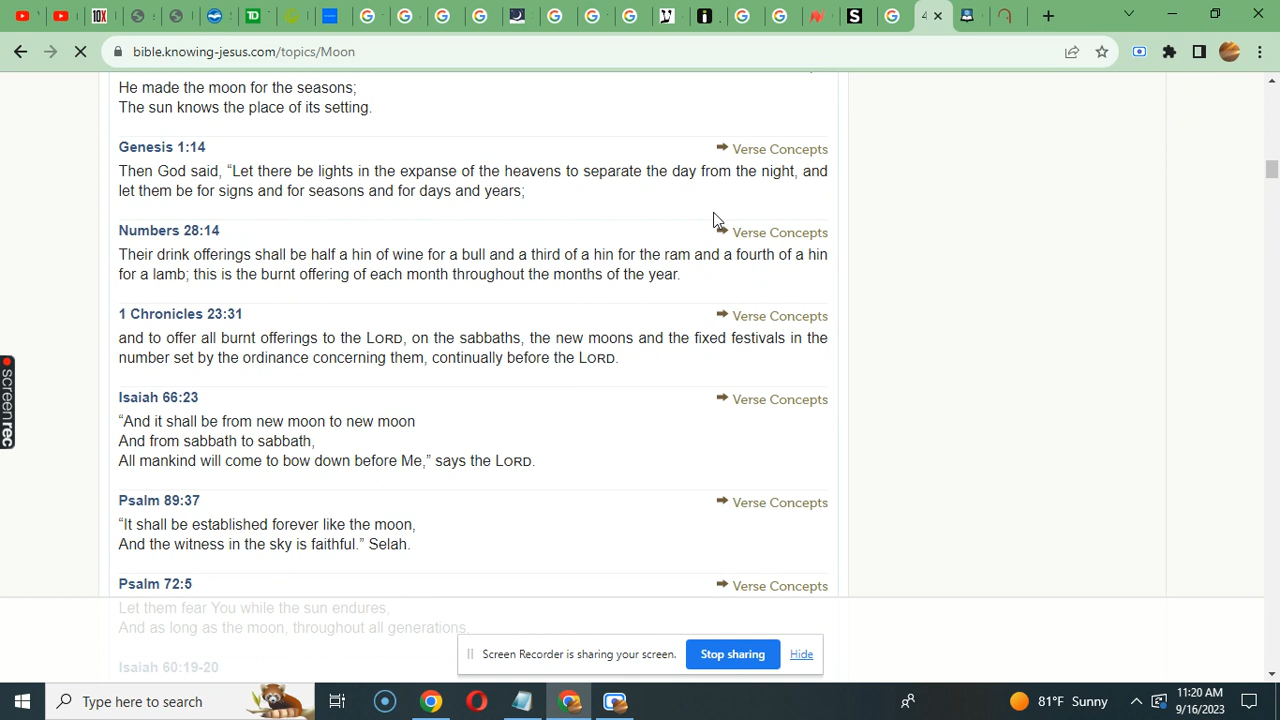 bible.knowing-jesus.com/topics/Moon
He made the moon for the seasons;
The sun knows the place of its setting.
Genesis 1:14
Verse Concepts
Then God said, “Let there be lights in the expanse of the heavens to separate the day from the night, and
let them be for signs and for seasons and for days and years;
Numbers 28:14
Verse Concepts
Their drink offerings shall be half a hin of wine for a bull and a third of a hin for the ram and a fourth of a hin
for a lamb; this is the burnt offering of each month throughout the months of the year.
1 Chronicles 23:31
Verse Concepts
and to offer all burnt offerings to the LORD, on the sabbaths, the new moons and the fixed festivals in the
number set by the ordinance concerning them, continually before the LORD.
Isaiah 66:23
Verse Concepts
“And it shall be from new moon to new moon
And from sabbath to sabbath,
All mankind will come to bow down before Me,” says the LORD.
Psalm 89:37
Verse Concepts
“It shall be established forever like the moon,
And the witness in the sky is faithful.” Selah.
Psalm 72:5
Verse Concepts
Let them fear You while the sun endures,
And as long as the moon, throughout all generations.
Isaiah 60:19-20
screenrec
Screen Recorder is sharing your screen.
Stop sharing
Hide
Type here to search
81°F Sunny
11:20 AM
9/16/2023